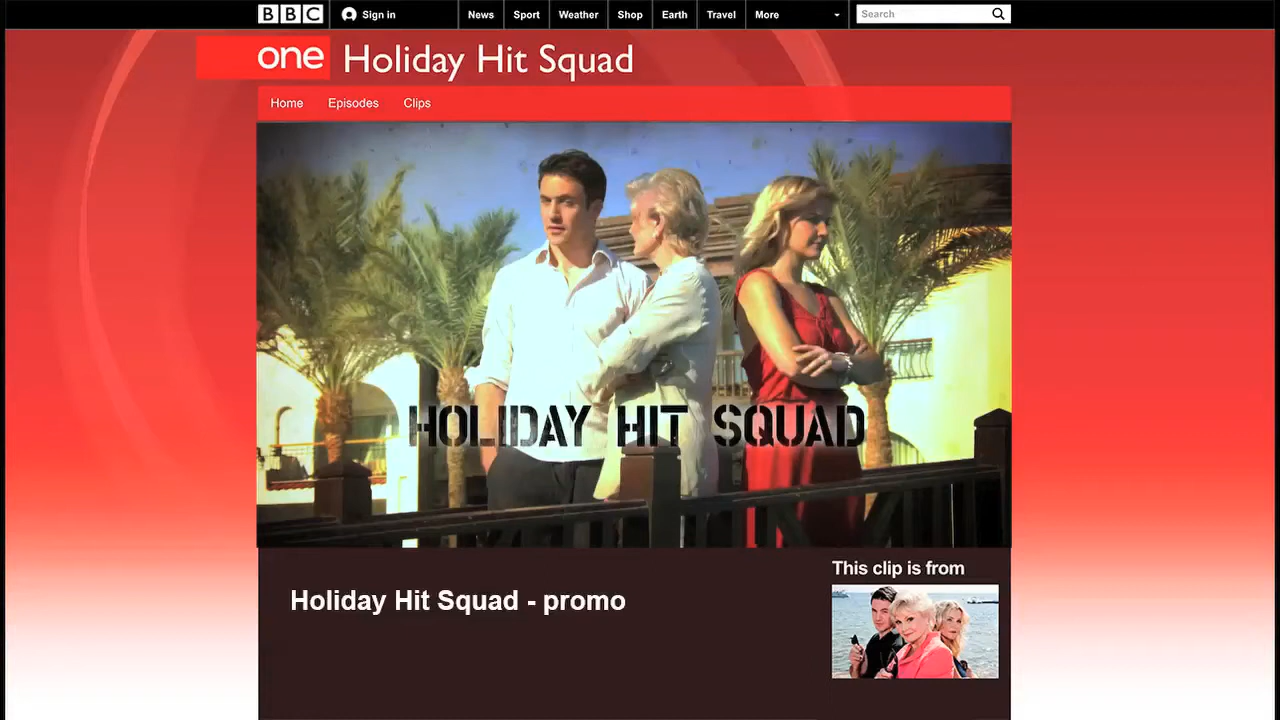 BBC Sign in News Sport Weather Shop Earth Travel More Search
one Holiday Hit Squad
Home Episodes Clips
HOLIDAY HIT SQUAD
This clip is from
Holiday Hit Squad - promo